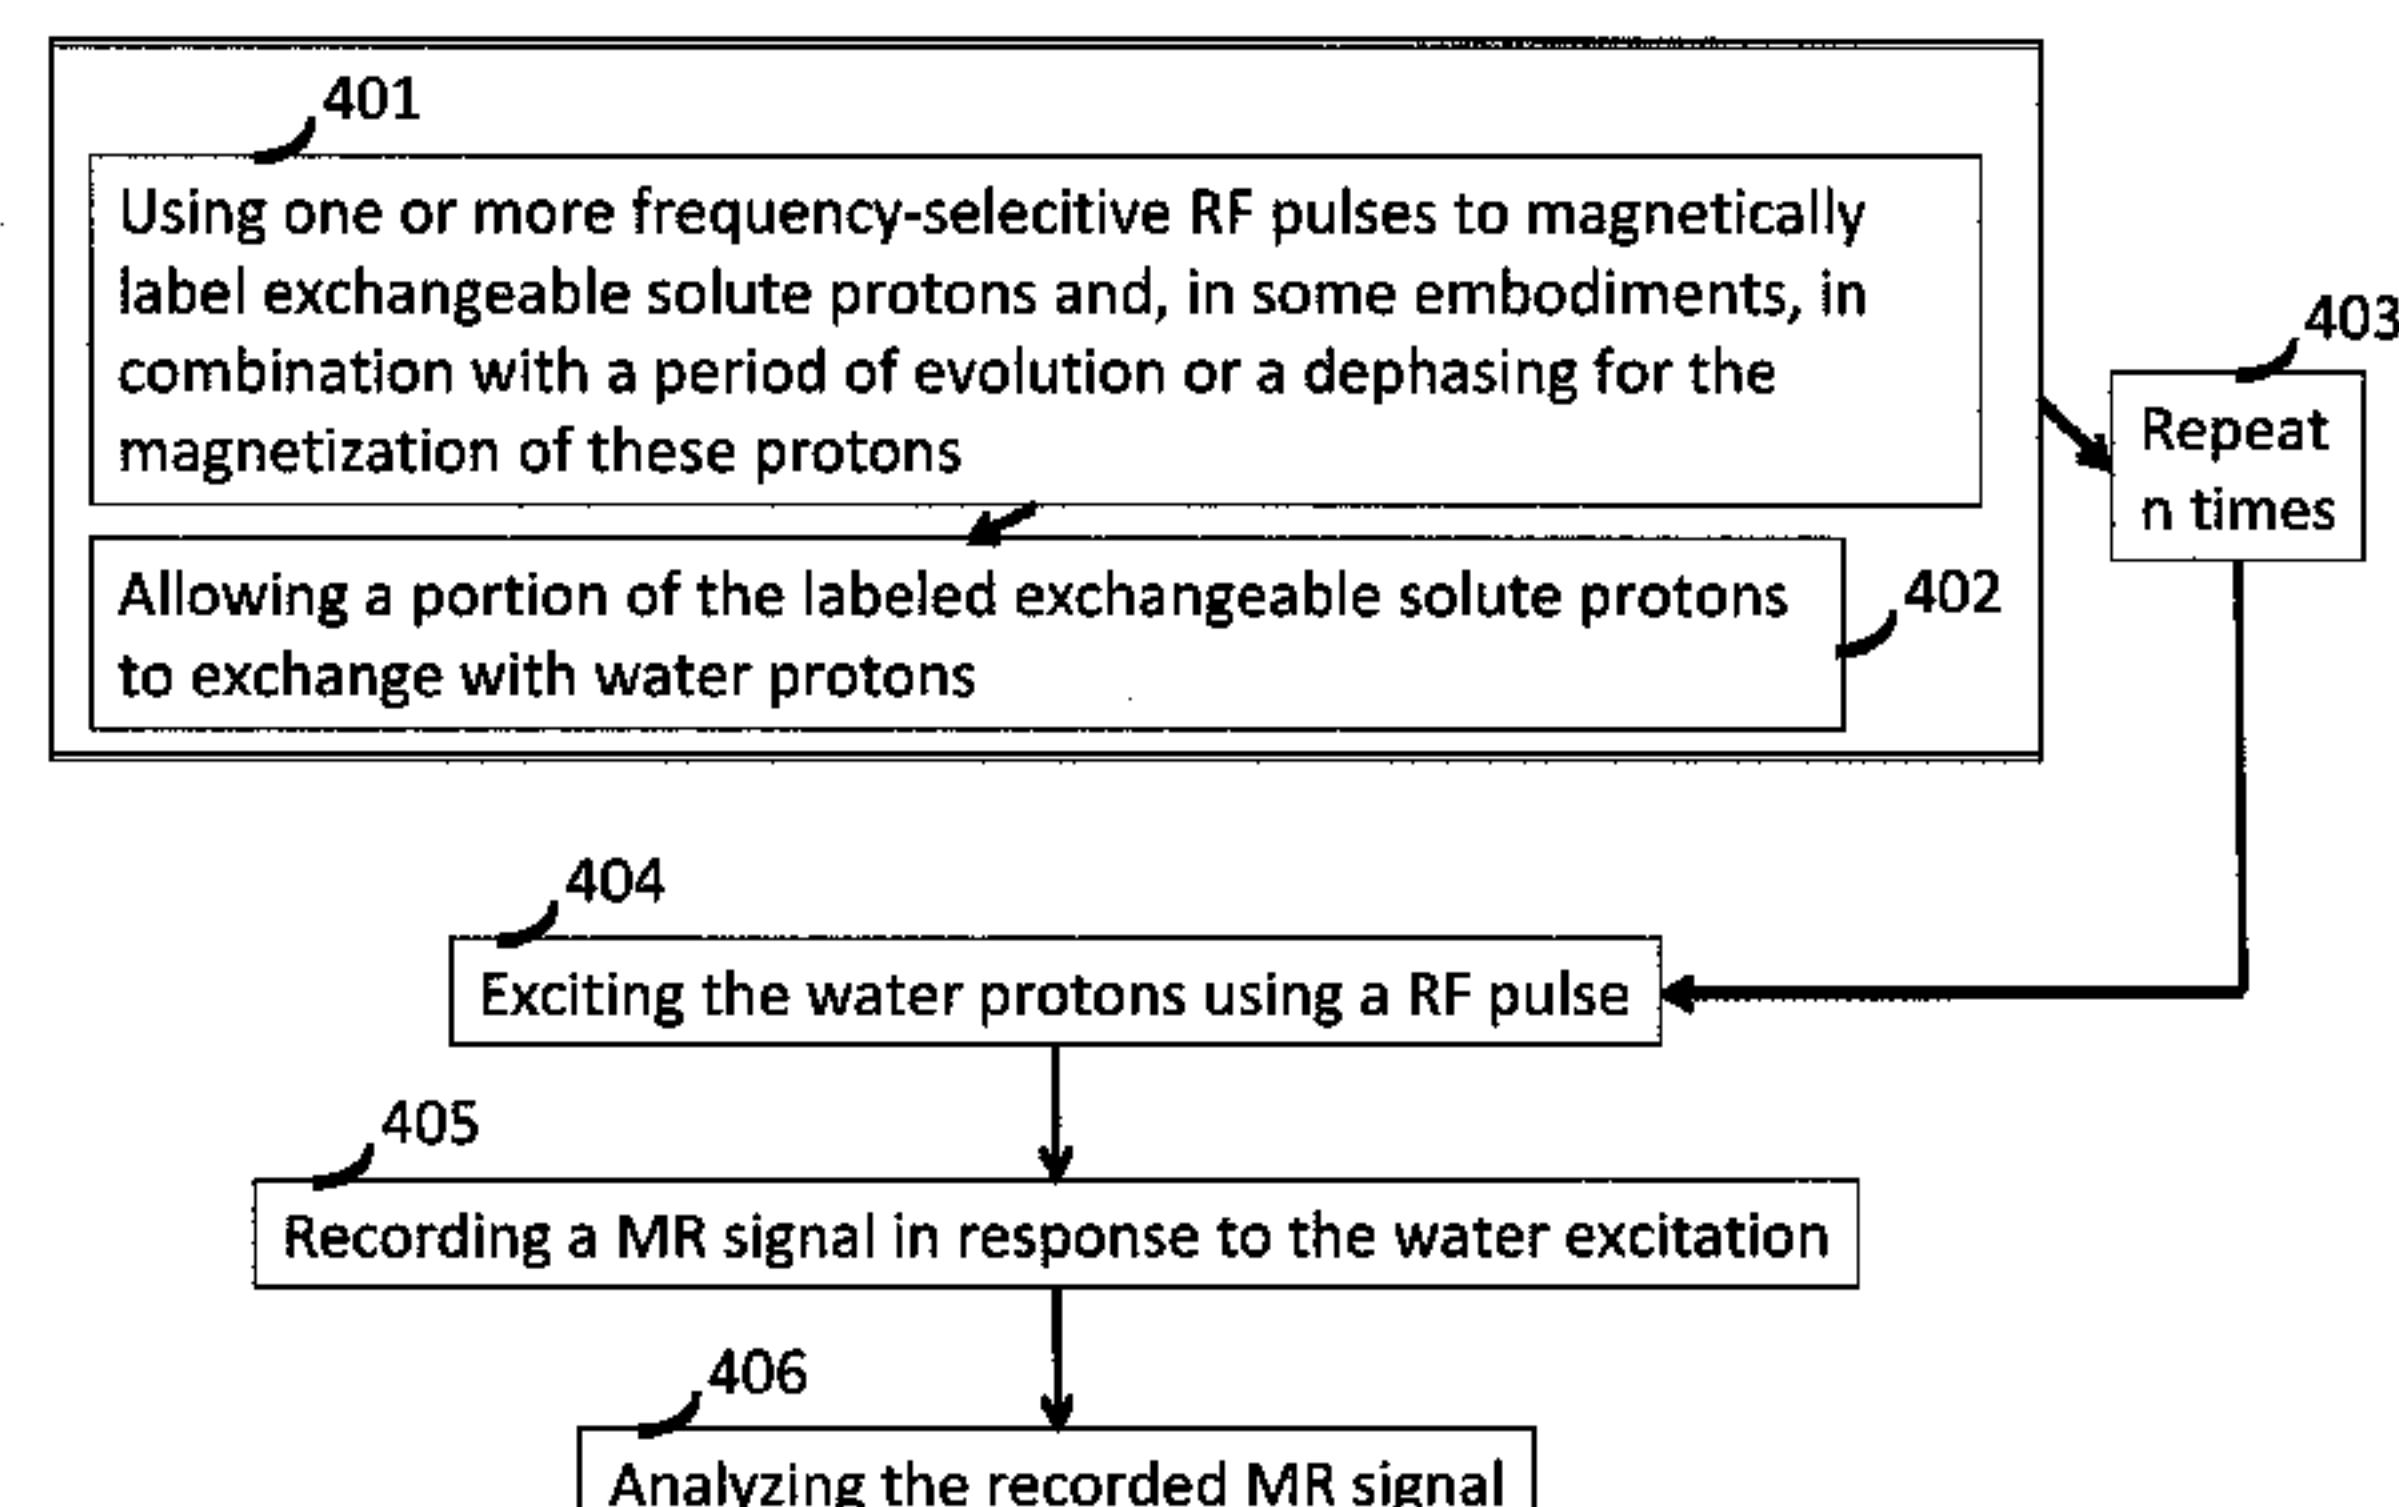 401
Using one or more frequency-selecitive RF pulses to magnetically
label exchangeable solute protons and, in some embodiments, in
combination with a period of evolution or a dephasing for the
magnetization of these protons
403
Repeat
n times
Allowing a portion of the labeled exchangeable solute protons
to exchange with water protons
402
404
Exciting the water protons using a RF pulse
405
Recording a MR signal in response to the water excitation
406
Analyzing the recorded MR signal